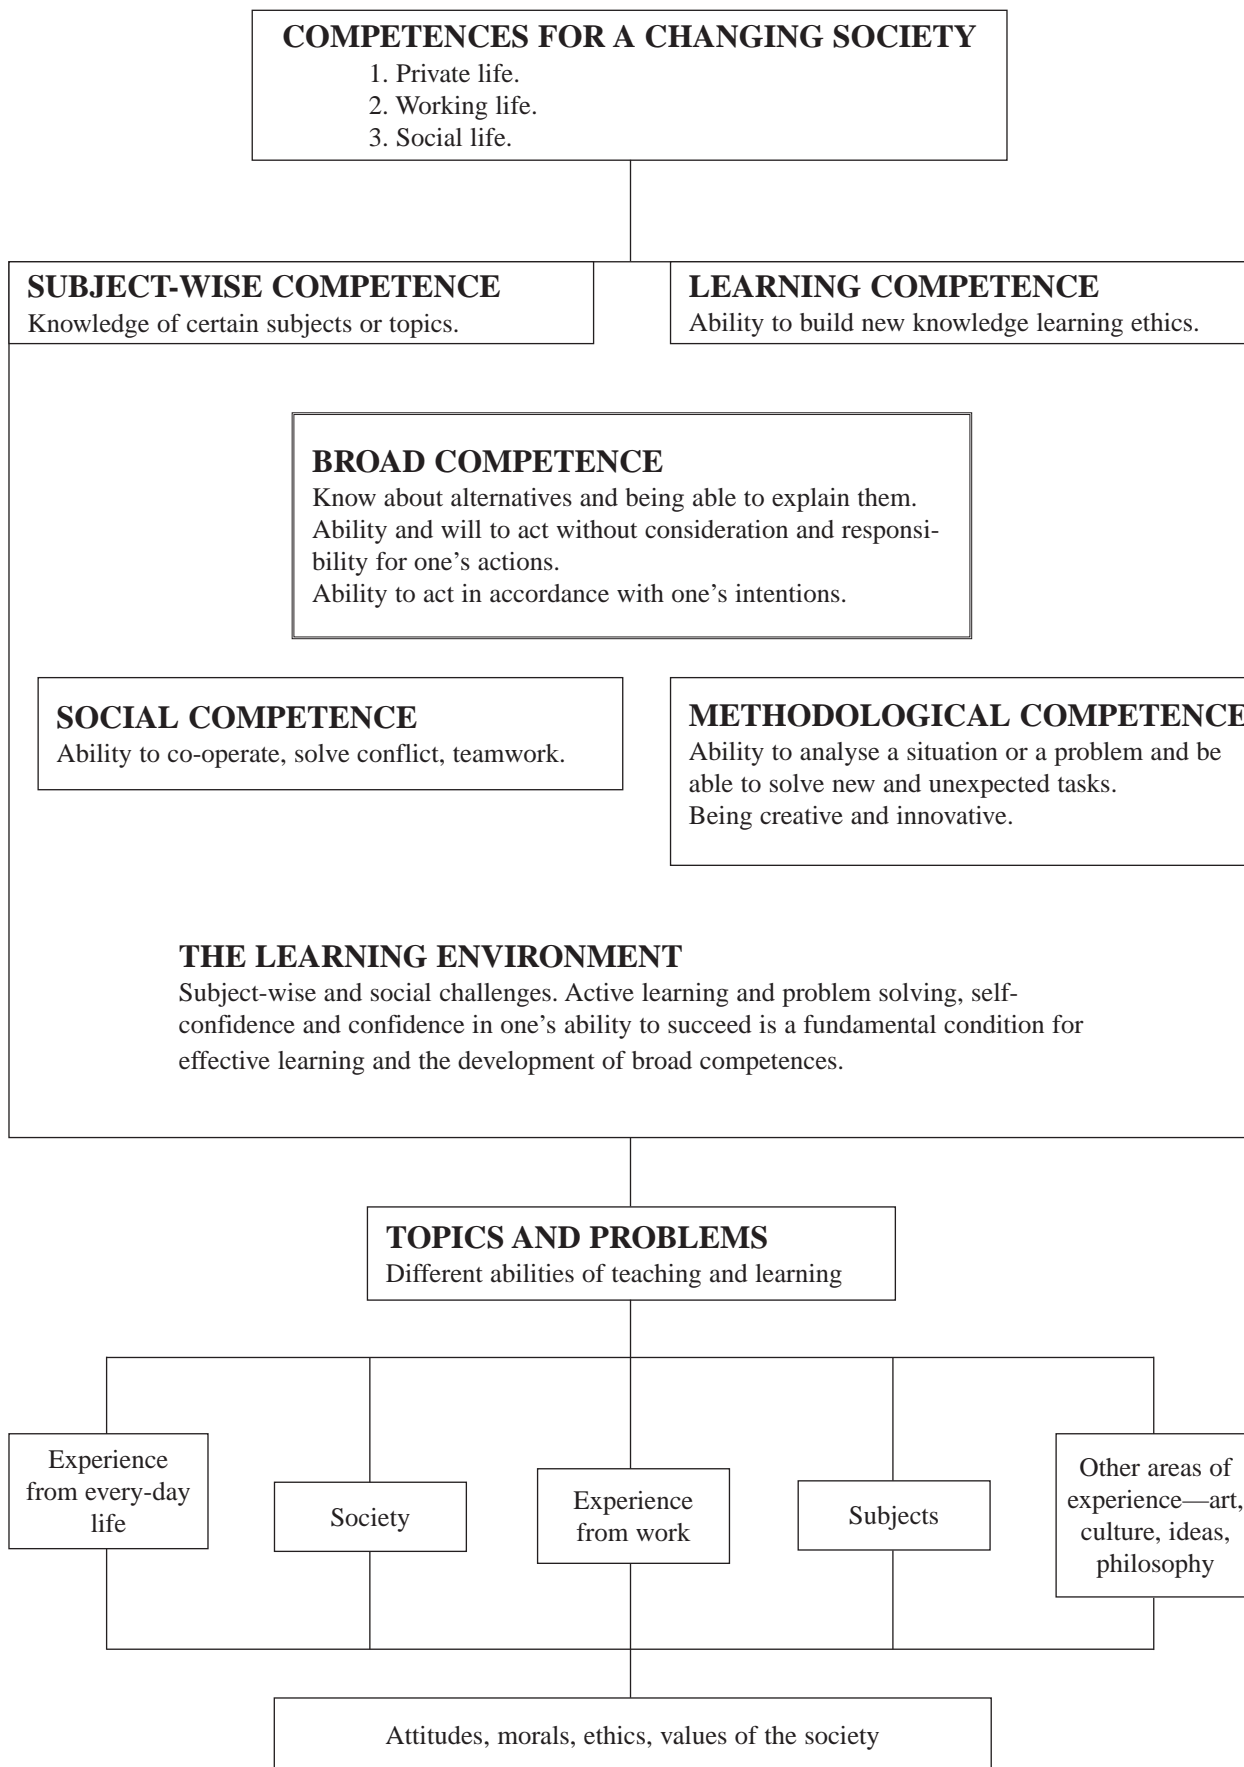 COMPETENCES FOR A CHANGING SOCIETY
1. Private life.
2. Working life.
3. Social life.
SUBJECT-WISE COMPETENCE
Knowledge of certain subjects or topics.
LEARNING COMPETENCE
Ability to build new knowledge learning ethics.
BROAD COMPETENCE
Know about alternatives and being able to explain them.
Ability and will to act without consideration and responsi-
bility for one’s actions.
Ability to act in accordance with one’s intentions.
SOCIAL COMPETENCE
Ability to co-operate, solve conflict, teamwork.
METHODOLOGICAL COMPETENCE
Ability to analyse a situation or a problem and be
able to solve new and unexpected tasks.
Being creative and innovative.
THE LEARNING ENVIRONMENT
Subject-wise and social challenges. Active learning and problem solving, self-
confidence and confidence in one’s ability to succeed is a fundamental condition for
effective learning and the development of broad competences.
TOPICS AND PROBLEMS
Different abilities of teaching and learning
Experience
from every-day
life
Society
Experience
from work
Subjects
Other areas of
experience—art,
culture, ideas,
philosophy
Attitudes, morals, ethics, values of the society